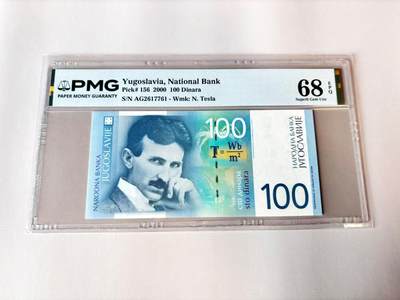 PMG
PAPER MONEY GUARANTY
Yugoslavia, National Bank
Pick# 156 2000 100 Dinara
S/N AG2617761 - Wmk: N. Tesla
68 EPQ
Superb Gem Unc
NARODNA BANKA
JUGOSLAVIJE
100
T = Wb
m²
sto dinara
НАРОДНА БАНКА
ЈУГОСЛАВИЈЕ
100